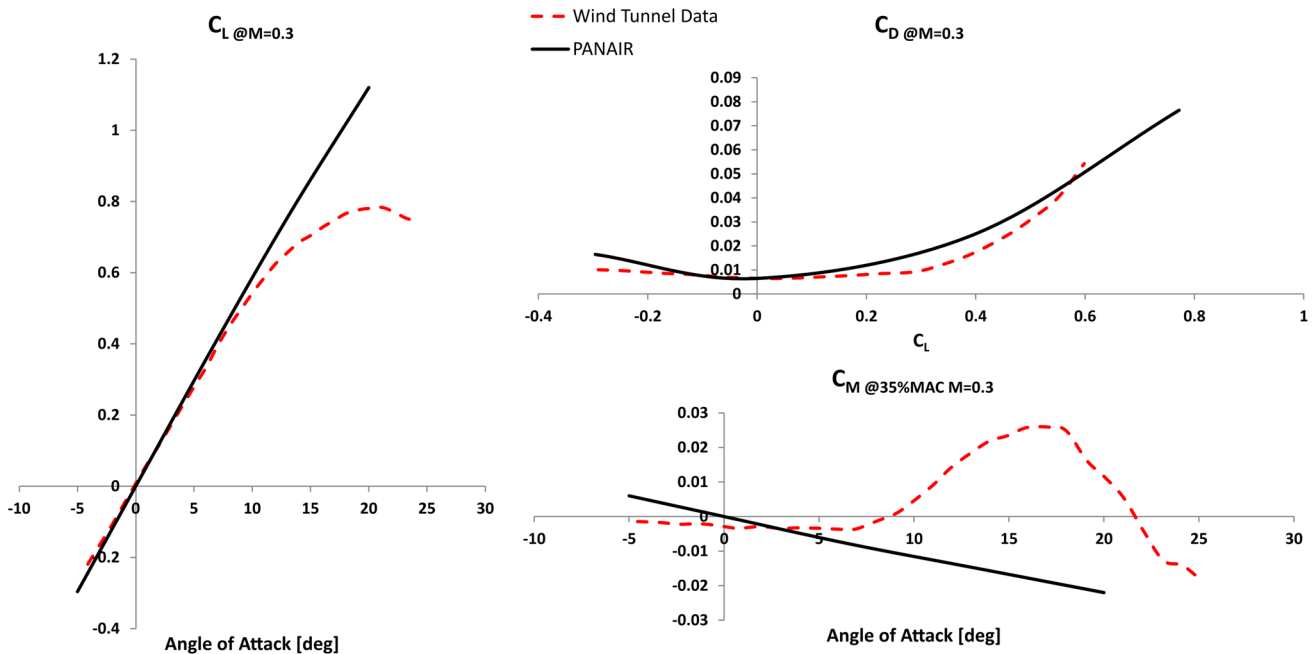 C_L @M=0.3
1.2
1
0.8
0.6
0.4
0.2
0
-0.2
-0.4
-10 -5 0 5 10 15 20 25 30
Angle of Attack [deg]
Wind Tunnel Data
PANAIR
C_D @M=0.3
0.09
0.08
0.07
0.06
0.05
0.04
0.03
0.02
0.01
0
-0.4 -0.2 0 0.2 0.4 0.6 0.8 1
C_L
C_M @35%MAC M=0.3
0.03
0.02
0.01
0
-0.01
-0.02
-0.03
-10 -5 0 5 10 15 20 25 30
Angle of Attack [deg]